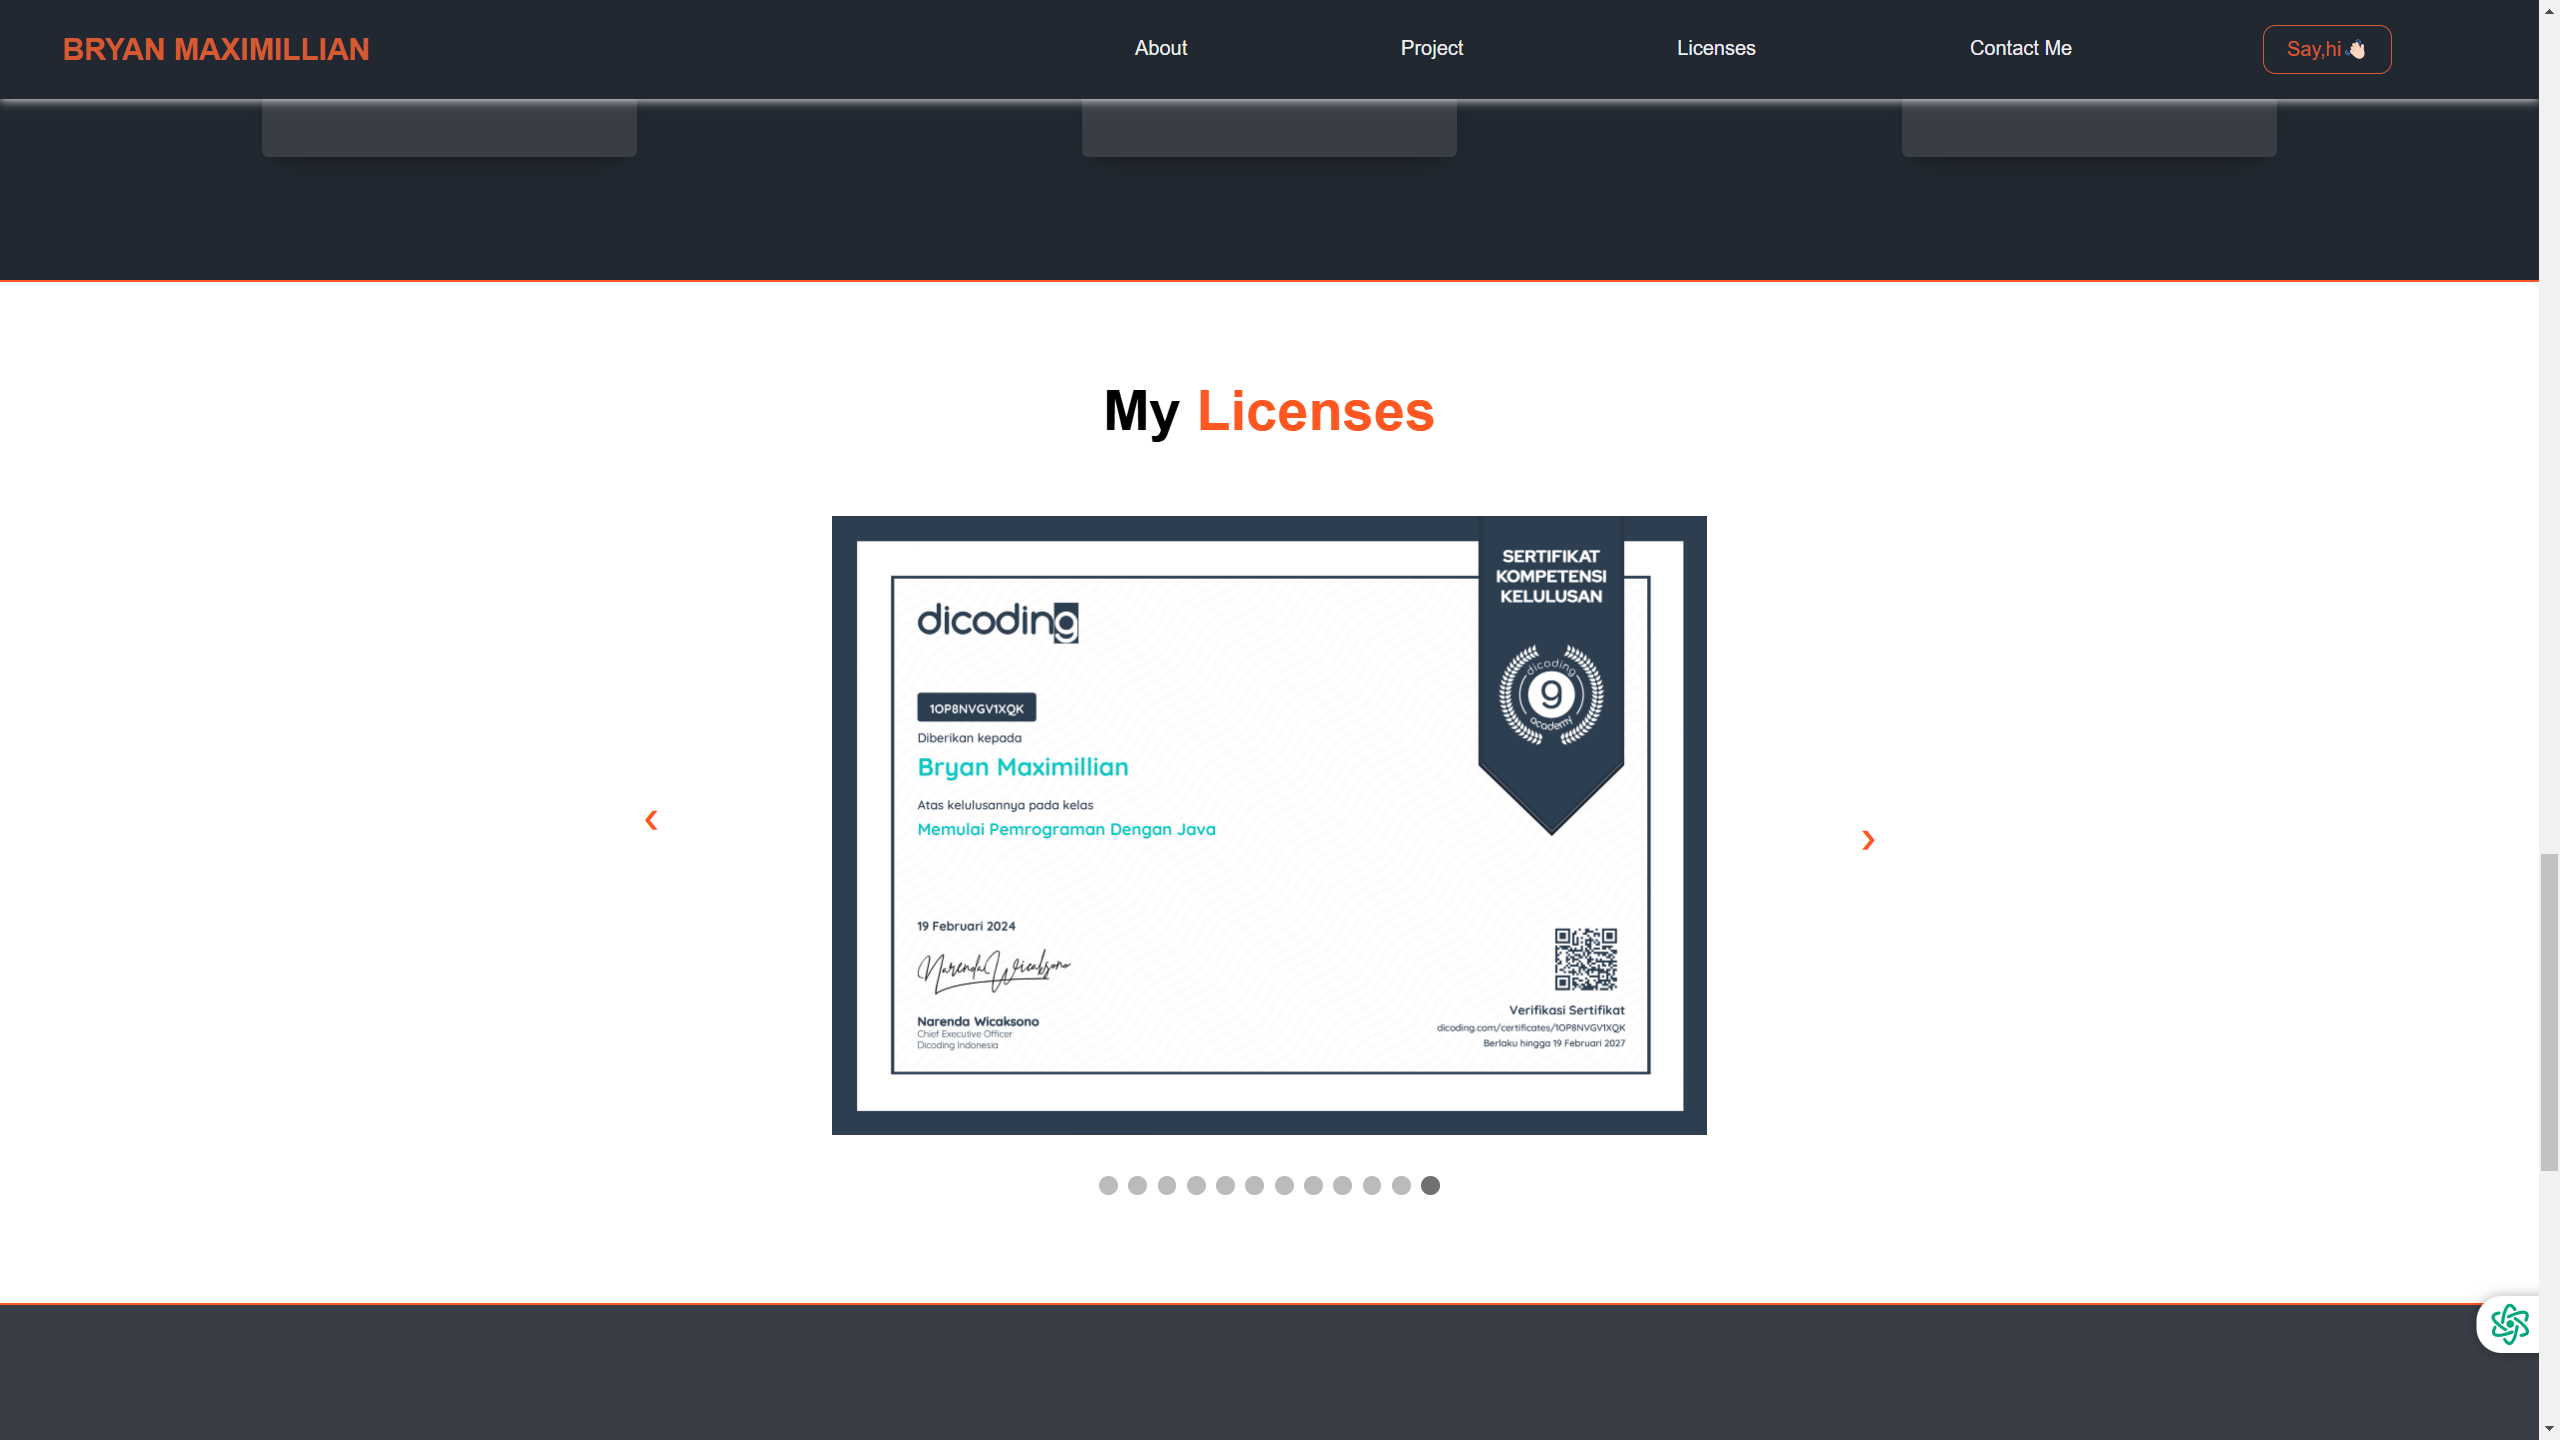 BRYAN MAXIMILLIAN
About
Project
Licenses
Contact Me
Say,hi👋🏻
My Licenses
SERTIFIKAT
KOMPETENSI
KELULUSAN
dicoding
dicoding
g
academy
1OP8NVGV1XQK
Diberikan kepada
Bryan Maximillian
Atas kelulusannya pada kelas
Memulai Pemrograman Dengan Java
‹
›
19 Februari 2024
Narenda Wicaksono
Narenda Wicaksono
Chief Executive Officer
Dicoding Indonesia
Verifikasi Sertifikat
dicoding.com/certificates/1OP8NVGV1XQK
Berlaku hingga 19 Februari 2027